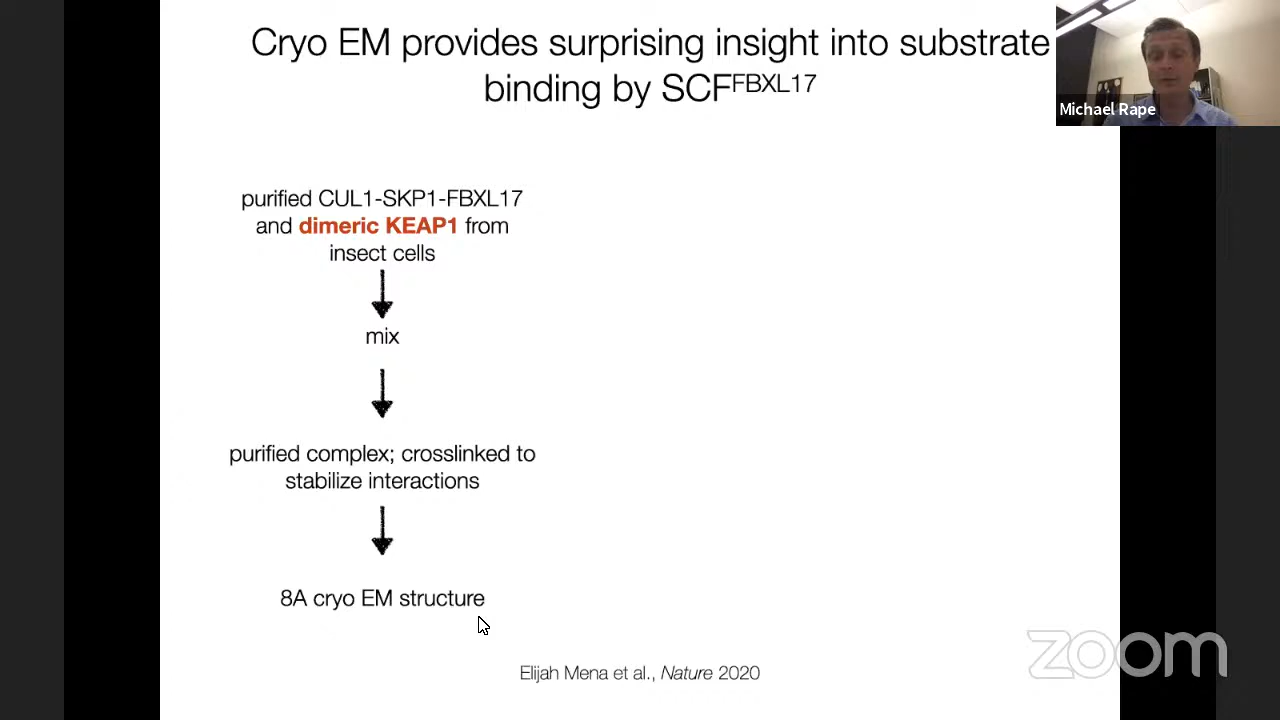 Cryo EM provides surprising insight into substrate
binding by SCFFBXL17
Michael Rape
purified CUL1-SKP1-FBXL17
and dimeric KEAP1 from
insect cells
mix
purified complex; crosslinked to
stabilize interactions
8A cryo EM structure
Elijah Mena et al., Nature 2020
zoom